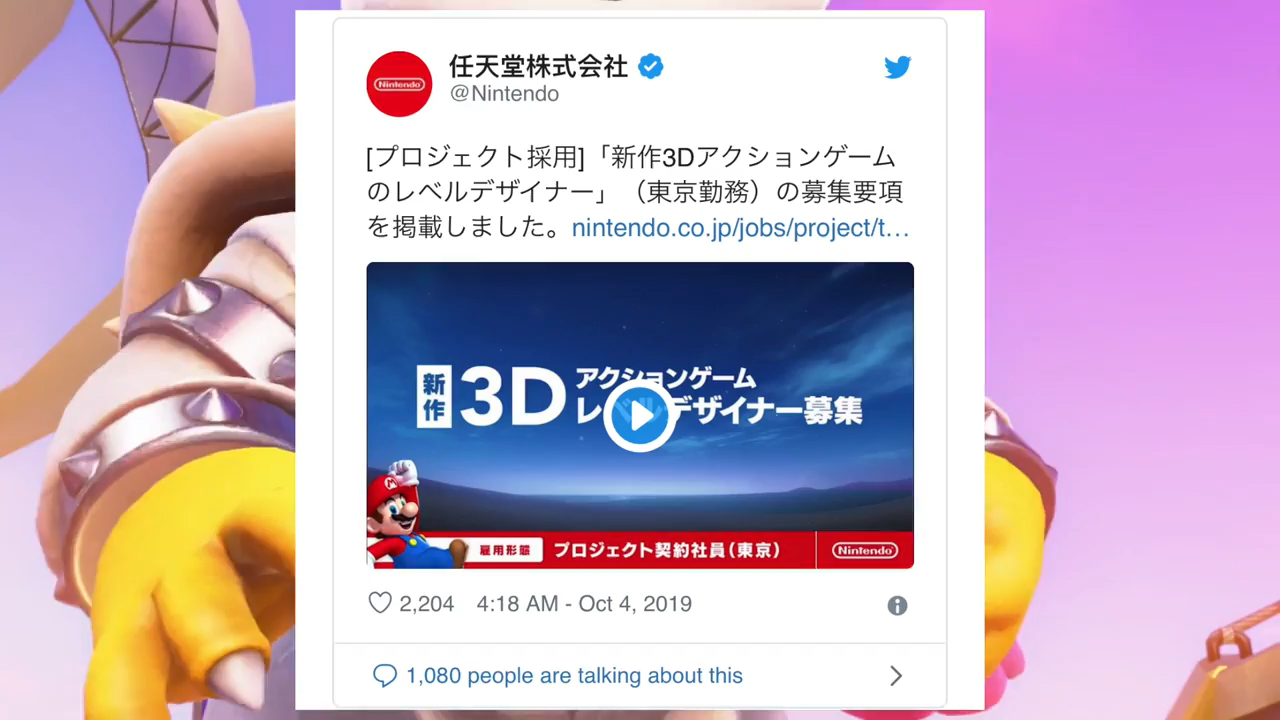 任天堂株式会社
Nintendo
@Nintendo
[プロジェクト採用]「新作3Dアクションゲーム
のレベルデザイナー」（東京勤務）の募集要項
を掲載しました。nintendo.co.jp/jobs/project/t…
新作 3D アクションゲーム
レベルデザイナー募集
M
雇用形態 プロジェクト契約社員(東京) Nintendo
2,204 4:18 AM - Oct 4, 2019
1,080 people are talking about this